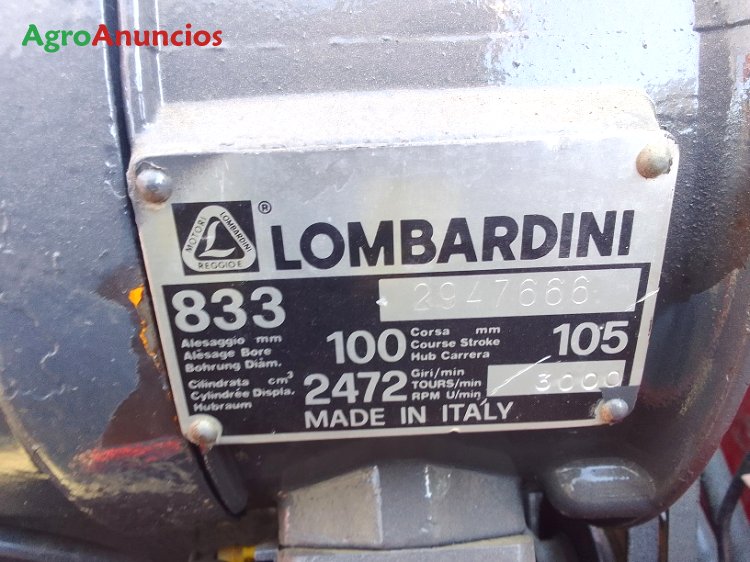 AgroAnuncios
MOTORI LOMBARDINI REGGIO E. ® LOMBARDINI
833 2947666
Alesaggio mm
Alésage Bore
Bohrung Diäm.
100
Corsa mm
Course Stroke
Hub Carrera
105
Cilindrata cm³
Cylindrée Displa.
Hubraum
2472
Giri/min
TOURS/min
RPM U/min
3000
MADE IN ITALY